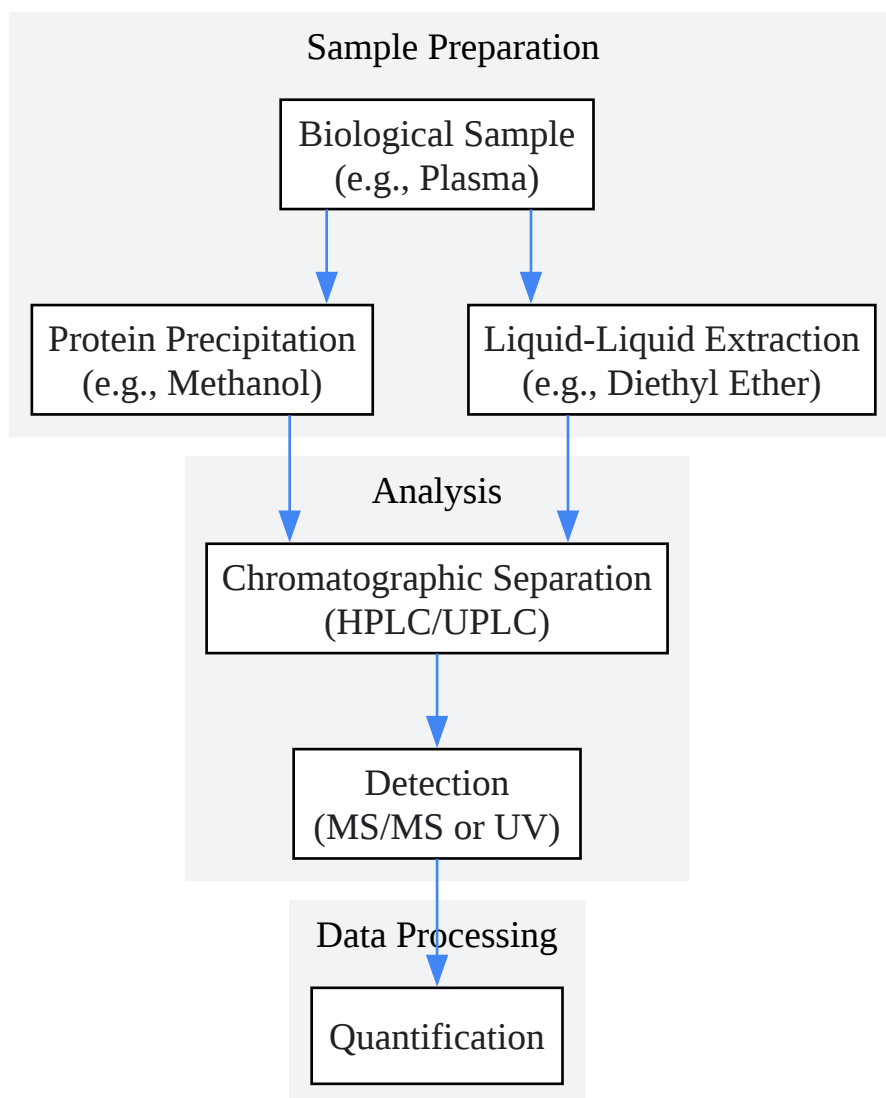 Sample Preparation
Biological Sample
(e.g., Plasma)
Protein Precipitation
(e.g., Methanol)
Liquid-Liquid Extraction
(e.g., Diethyl Ether)
Analysis
Chromatographic Separation
(HPLC/UPLC)
Detection
(MS/MS or UV)
Data Processing
Quantification